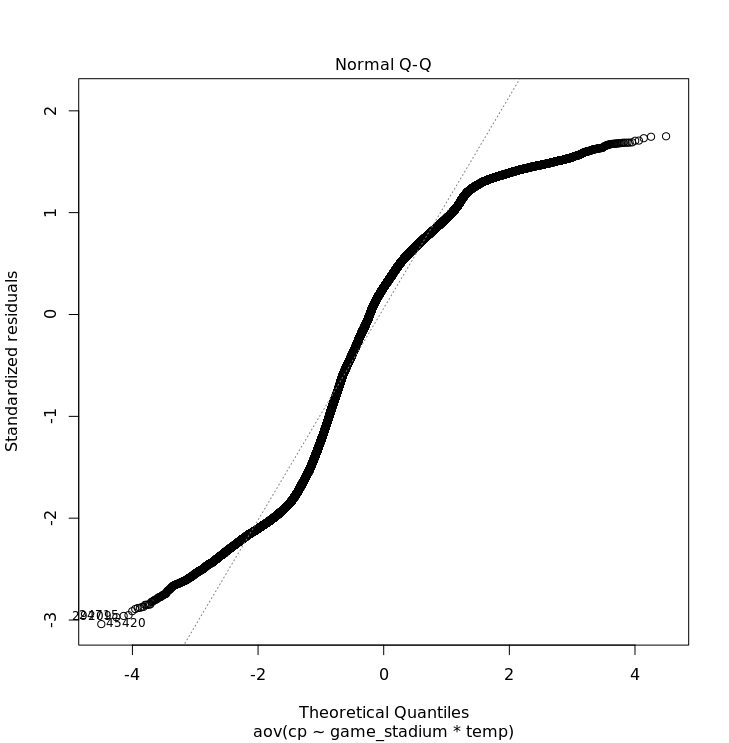 Normal Q-Q
Standardized residuals
2
1
0
-1
-2
-3
45420
-4 -2 0 2 4
Theoretical Quantiles
aov(cp ~ game_stadium * temp)